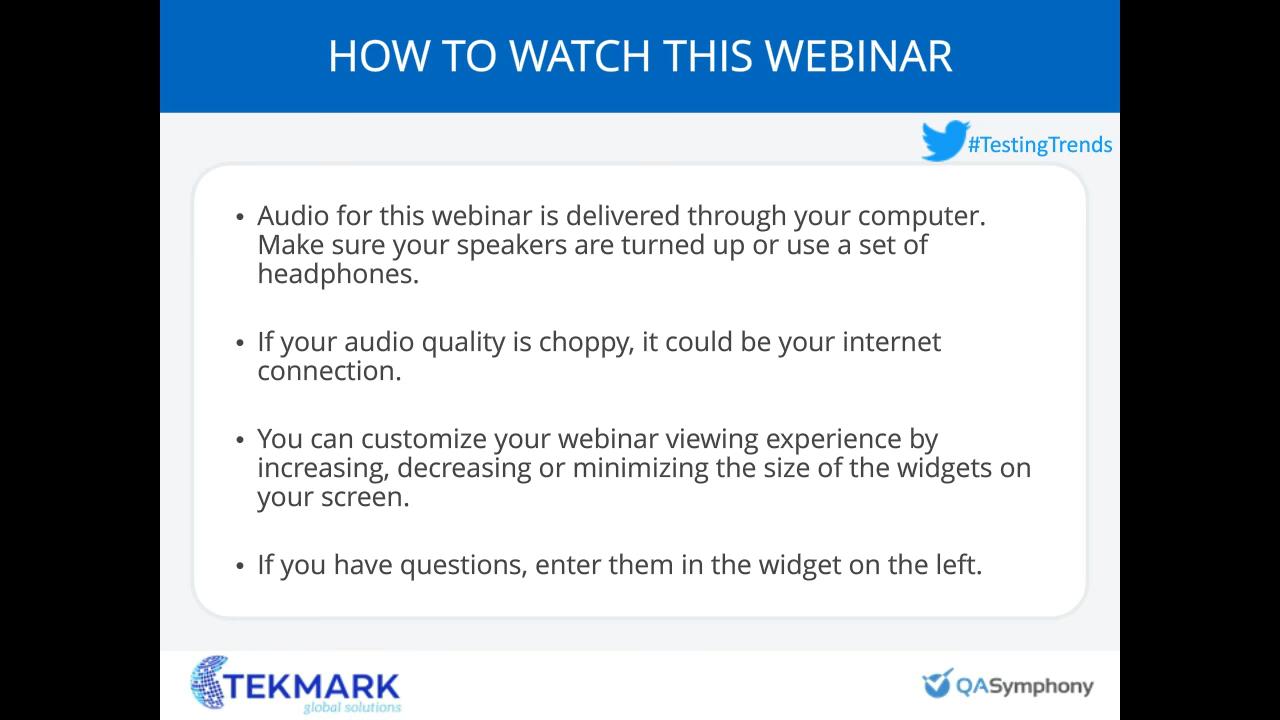 HOW TO WATCH THIS WEBINAR
#TestingTrends
• Audio for this webinar is delivered through your computer.
Make sure your speakers are turned up or use a set of
headphones.
• If your audio quality is choppy, it could be your internet
connection.
• You can customize your webinar viewing experience by
increasing, decreasing or minimizing the size of the widgets on
your screen.
• If you have questions, enter them in the widget on the left.
TEKMARK
global solutions
QASymphony